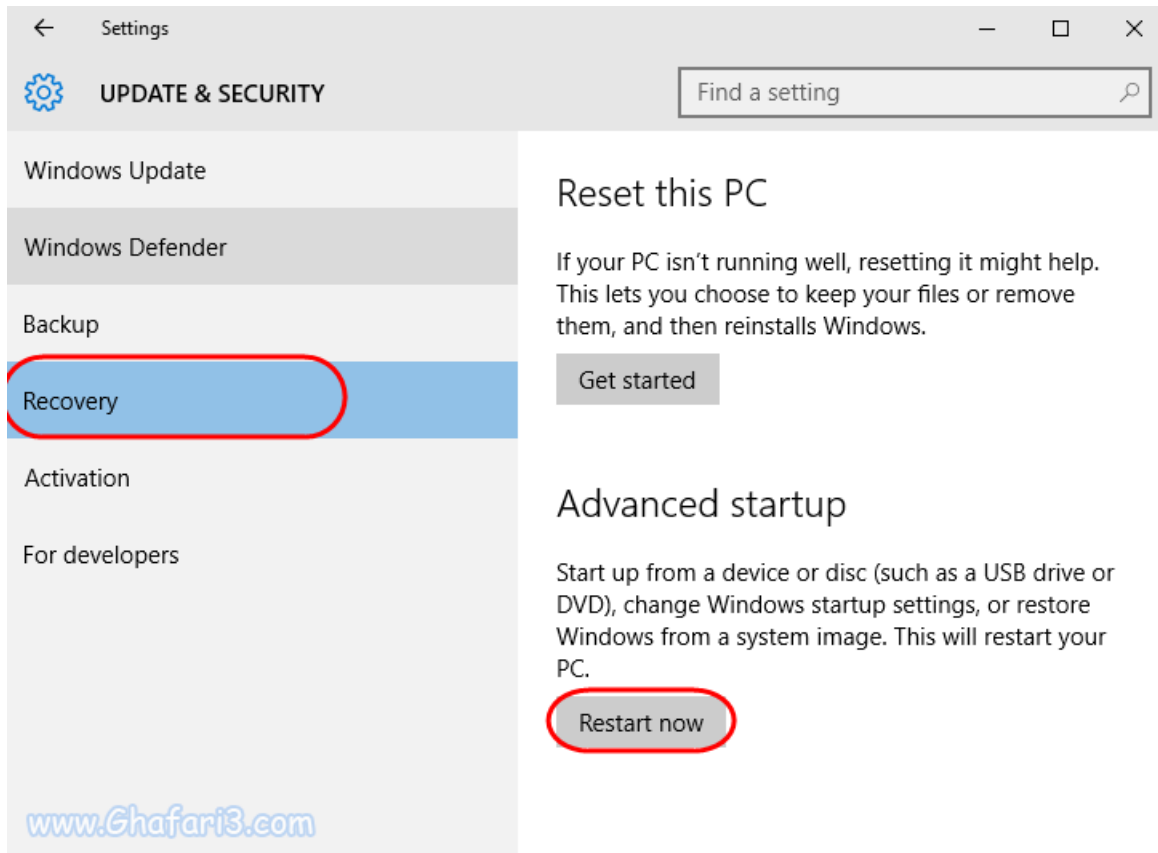 Settings
UPDATE & SECURITY
Find a setting
Windows Update
Windows Defender
Backup
Recovery
Activation
For developers
Reset this PC
If your PC isn't running well, resetting it might help.
This lets you choose to keep your files or remove
them, and then reinstalls Windows.
Get started
Advanced startup
Start up from a device or disc (such as a USB drive or
DVD), change Windows startup settings, or restore
Windows from a system image. This will restart your
PC.
Restart now
www.Ghafari3.com